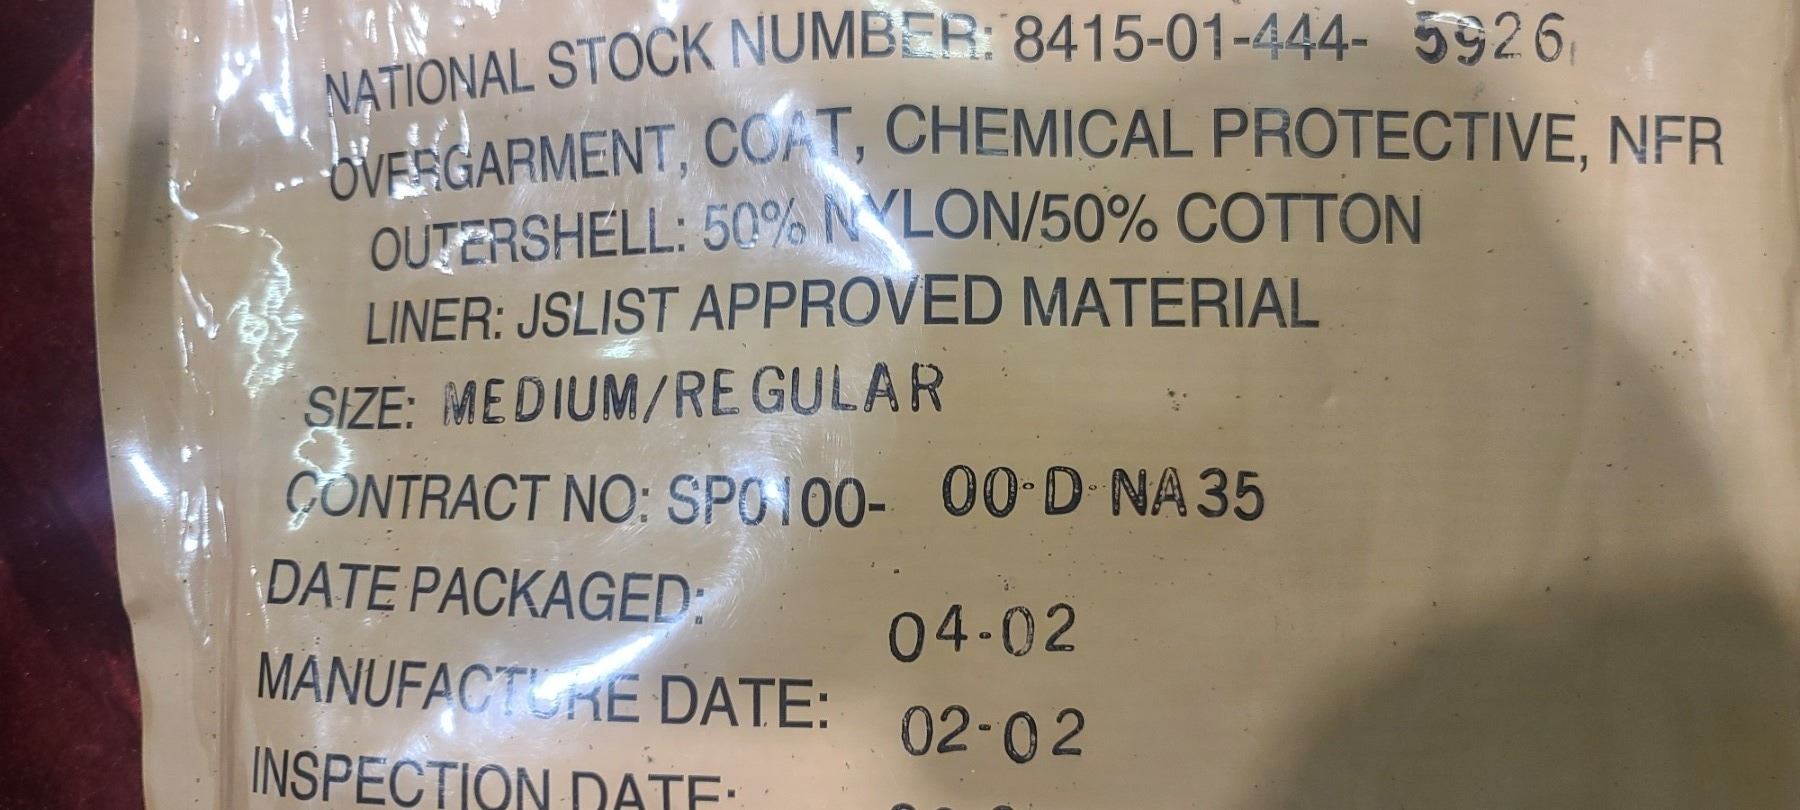 NATIONAL STOCK NUMBER: 8415-01-444- 5926
OVERGARMENT, COAT, CHEMICAL PROTECTIVE, NFR
OUTERSHELL: 50% NYLON/50% COTTON
LINER: JSLIST APPROVED MATERIAL
SIZE: MEDIUM/REGULAR
CONTRACT NO: SP0100- 00-D-NA35
DATE PACKAGED: 04-02
MANUFACTURE DATE: 02-02
INSPECTION DATE: